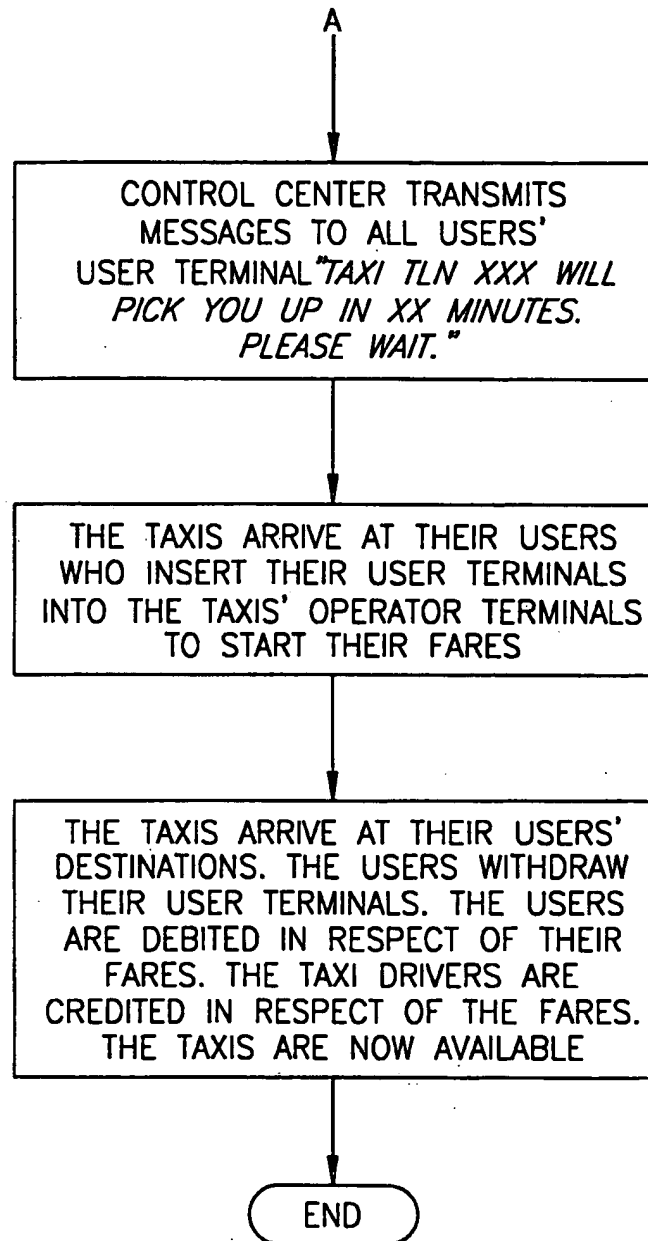 A
CONTROL CENTER TRANSMITS
MESSAGES TO ALL USERS'
USER TERMINAL "TAXI TLN XXX WILL
PICK YOU UP IN XX MINUTES.
PLEASE WAIT."
THE TAXIS ARRIVE AT THEIR USERS
WHO INSERT THEIR USER TERMINALS
INTO THE TAXIS' OPERATOR TERMINALS
TO START THEIR FARES
THE TAXIS ARRIVE AT THEIR USERS'
DESTINATIONS. THE USERS WITHDRAW
THEIR USER TERMINALS. THE USERS
ARE DEBITED IN RESPECT OF THEIR
FARES. THE TAXI DRIVERS ARE
CREDITED IN RESPECT OF THE FARES.
THE TAXIS ARE NOW AVAILABLE
END